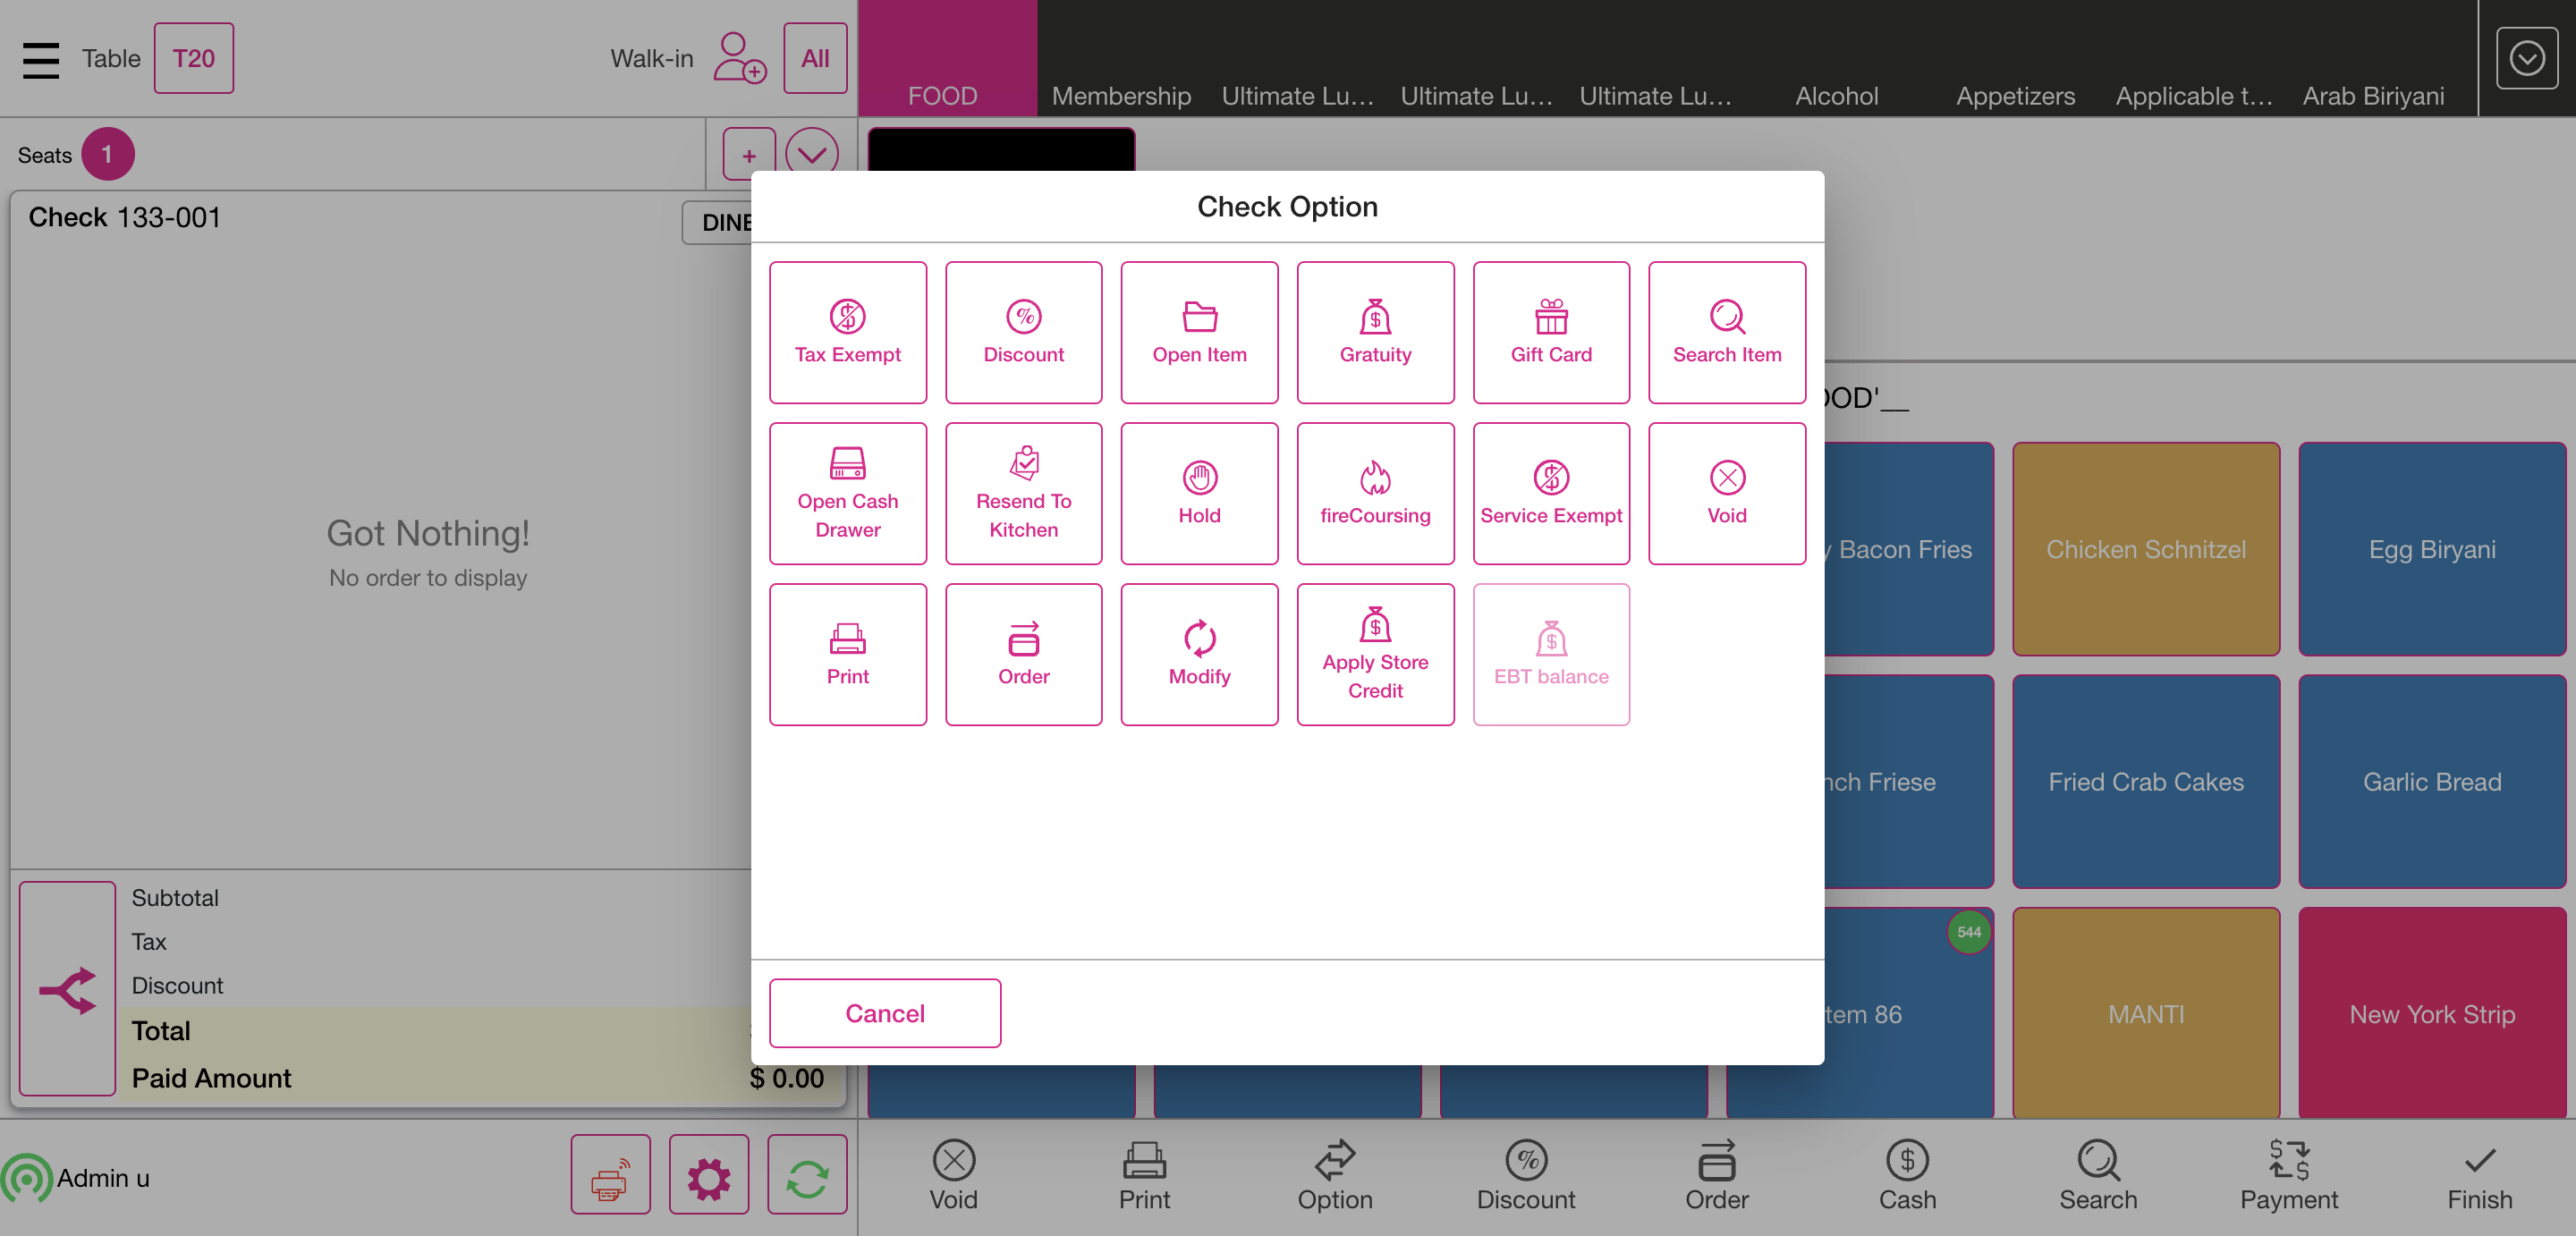 Table
T20
Walk-in
All
FOOD
Membership
Ultimate Lu...
Ultimate Lu...
Ultimate Lu...
Alcohol
Appetizers
Applicable t...
Arab Biriyani
Seats
1
+
Check 133-001
DINE
Got Nothing!
No order to display
Subtotal
Tax
Discount
Total
Paid Amount
$ 0.00
Check Option
Tax Exempt
Discount
Open Item
Gratuity
Gift Card
Search Item
Open Cash
Drawer
Resend To
Kitchen
Hold
fireCoursing
Service Exempt
Void
Print
Order
Modify
Apply Store
Credit
EBT balance
Cancel
OOD'__
y Bacon Fries
Chicken Schnitzel
Egg Biryani
nch Friese
Fried Crab Cakes
Garlic Bread
544
tem 86
MANTI
New York Strip
Admin u
Void
Print
Option
Discount
Order
Cash
Search
Payment
Finish